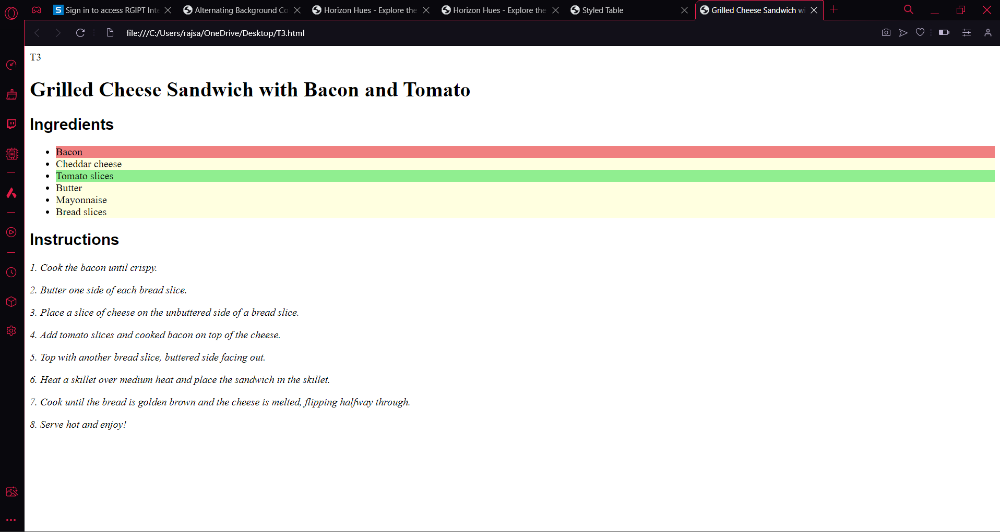 Sign in to access RGIPT Inte
Alternating Background Co
Horizon Hues - Explore the
Horizon Hues - Explore the
Styled Table
Grilled Cheese Sandwich wi
file:///C:/Users/rajsa/OneDrive/Desktop/T3.html
T3
Grilled Cheese Sandwich with Bacon and Tomato
Ingredients
• Bacon
• Cheddar cheese
• Tomato slices
• Butter
• Mayonnaise
• Bread slices
Instructions
1. Cook the bacon until crispy.
2. Butter one side of each bread slice.
3. Place a slice of cheese on the unbuttered side of a bread slice.
4. Add tomato slices and cooked bacon on top of the cheese.
5. Top with another bread slice, buttered side facing out.
6. Heat a skillet over medium heat and place the sandwich in the skillet.
7. Cook until the bread is golden brown and the cheese is melted, flipping halfway through.
8. Serve hot and enjoy!